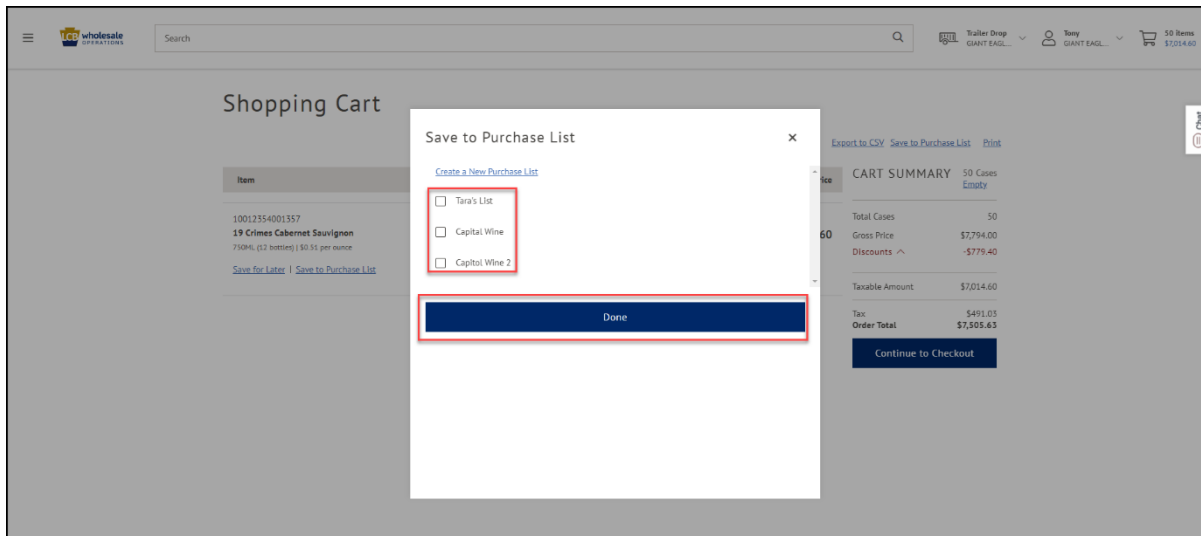 LCB wholesale
OPERATIONS
Search
Trailer Drop
GIANT EAGL...
Tony
GIANT EAGL...
50 items
$7,014.60
Chat
Shopping Cart
Export to CSV Save to Purchase List Print
Item
10012354001357
19 Crimes Cabernet Sauvignon
750ML (12 bottles) | $0.51 per ounce
Save for Later | Save to Purchase List
Save to Purchase List ×
Create a New Purchase List
Tara's List
Capital Wine
Capitol Wine 2
Done
ice
60
CART SUMMARY 50 Cases
Empty
Total Cases 50
Gross Price $7,794.00
Discounts -$779.40
Taxable Amount $7,014.60
Tax $491.03
Order Total $7,505.63
Continue to Checkout